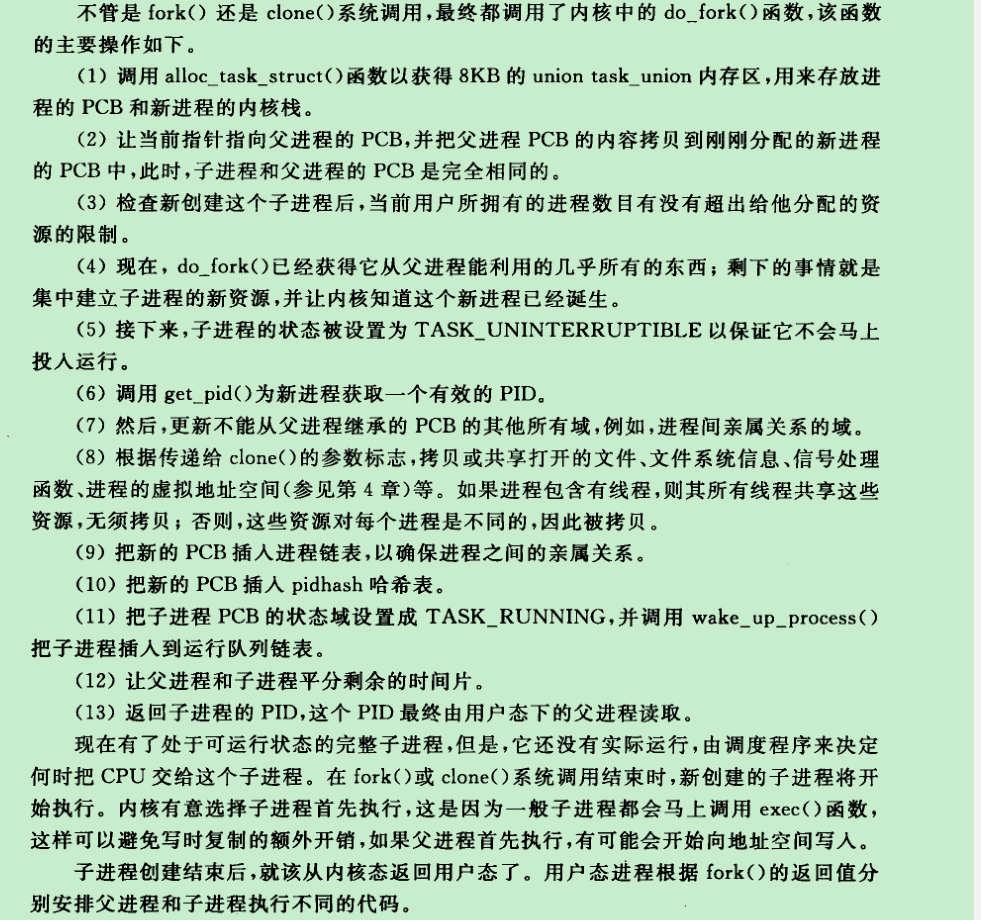 不管是 fork() 还是 clone()系统调用,最终都调用了内核中的 do_fork()函数,该函数
的主要操作如下。
(1) 调用 alloc_task_struct()函数以获得 8KB 的 union task_union 内存区,用来存放进
程的 PCB 和新进程的内核栈。
(2) 让当前指针指向父进程的 PCB,并把父进程 PCB 的内容拷贝到刚刚分配的新进程
的 PCB 中,此时,子进程和父进程的 PCB 是完全相同的。
(3) 检查新创建这个子进程后,当前用户所拥有的进程数目有没有超出给他分配的资
源的限制。
(4) 现在, do_fork()已经获得它从父进程能利用的几乎所有的东西; 剩下的事情就是
集中建立子进程的新资源,并让内核知道这个新进程已经诞生。
(5) 接下来,子进程的状态被设置为 TASK_UNINTERRUPTIBLE 以保证它不会马上
投入运行。
(6) 调用 get_pid()为新进程获取一个有效的 PID。
(7) 然后,更新不能从父进程继承的 PCB 的其他所有域,例如,进程间亲属关系的域。
(8) 根据传递给 clone()的参数标志,拷贝或共享打开的文件、文件系统信息、信号处理
函数、进程的虚拟地址空间(参见第 4 章)等。如果进程包含有线程,则其所有线程共享这些
资源,无须拷贝; 否则,这些资源对每个进程是不同的,因此被拷贝。
(9) 把新的 PCB 插入进程链表,以确保进程之间的亲属关系。
(10) 把新的 PCB 插入 pidhash 哈希表。
(11) 把子进程 PCB 的状态域设置成 TASK_RUNNING,并调用 wake_up_process()
把子进程插入到运行队列链表。
(12) 让父进程和子进程平分剩余的时间片。
(13) 返回子进程的 PID,这个 PID 最终由用户态下的父进程读取。
现在有了处于可运行状态的完整子进程,但是,它还没有实际运行,由调度程序来决定
何时把 CPU 交给这个子进程。在 fork()或 clone()系统调用结束时,新创建的子进程将开
始执行。内核有意选择子进程首先执行,这是因为一般子进程都会马上调用 exec()函数,
这样可以避免写时复制的额外开销,如果父进程首先执行,有可能会开始向地址空间写入。
子进程创建结束后,就该从内核态返回用户态了。用户态进程根据 fork()的返回值分
别安排父进程和子进程执行不同的代码。